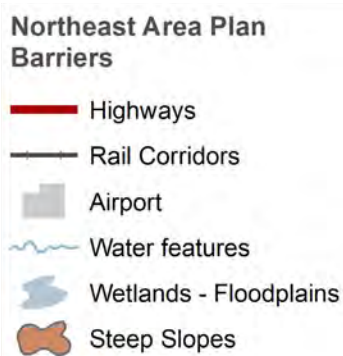 Northeast Area Plan
Barriers
Highways
Rail Corridors
Airport
Water features
Wetlands - Floodplains
Steep Slopes